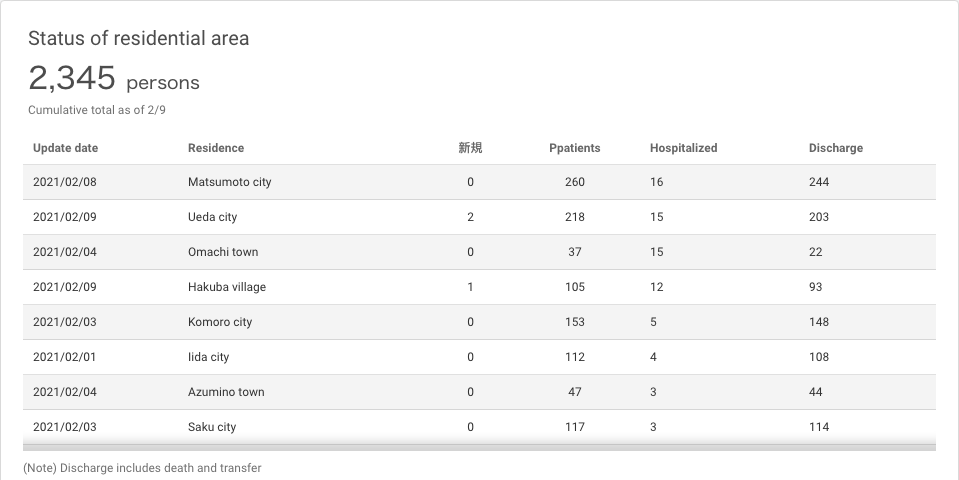 Status of residential area
2,345 persons
Cumulative total as of 2/9
Update date Residence 新規 Ppatients Hospitalized Discharge
2021/02/08 Matsumoto city 0 260 16 244
2021/02/09 Ueda city 2 218 15 203
2021/02/04 Omachi town 0 37 15 22
2021/02/09 Hakuba village 1 105 12 93
2021/02/03 Komoro city 0 153 5 148
2021/02/01 Iida city 0 112 4 108
2021/02/04 Azumino town 0 47 3 44
2021/02/03 Saku city 0 117 3 114
(Note) Discharge includes death and transfer